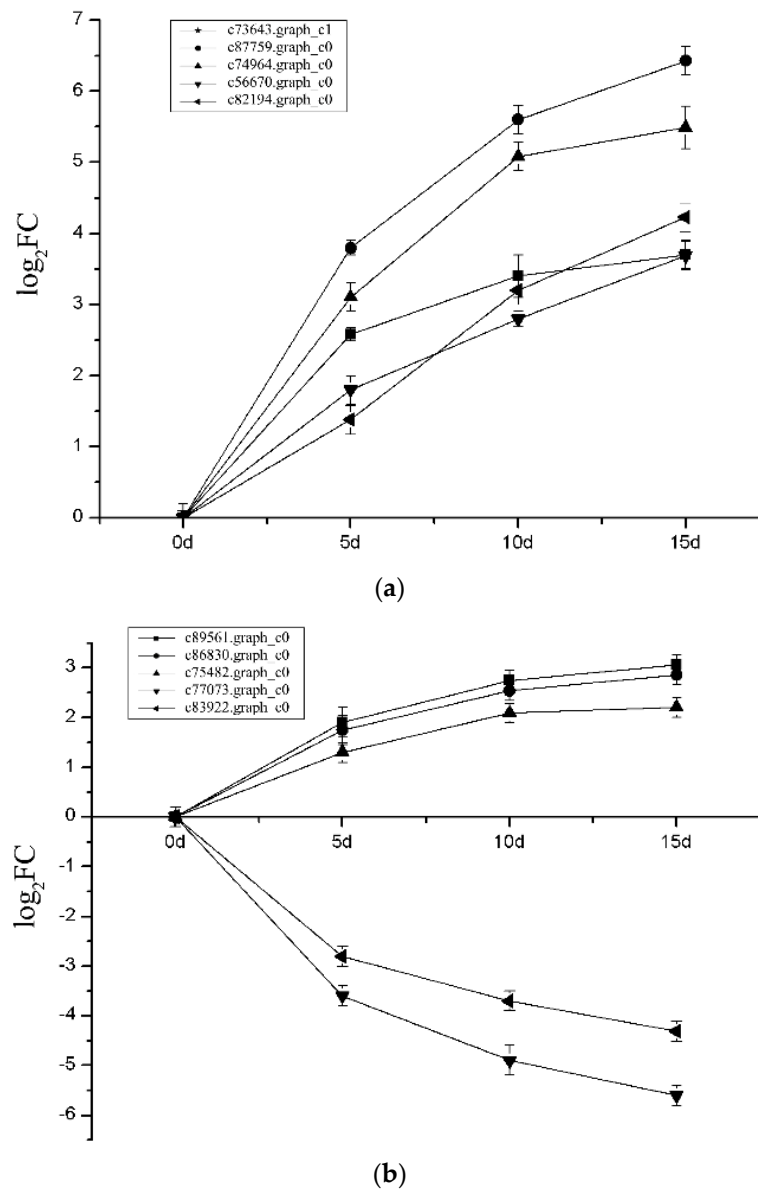 7
c73643.graph_c1
c87759.graph_c0
6
c74964.graph_c0
c56670.graph_c0
c82194.graph_c0
5
4
log2FC
3
2
1
0
0d 5d 10d 15d
(a)
c89561.graph_c0
c86830.graph_c0
3
c75482.graph_c0
c77073.graph_c0
2
c83922.graph_c0
1
0
0d 5d 10d 15d
-1
log2FC
-2
-3
-4
-5
-6
(b)